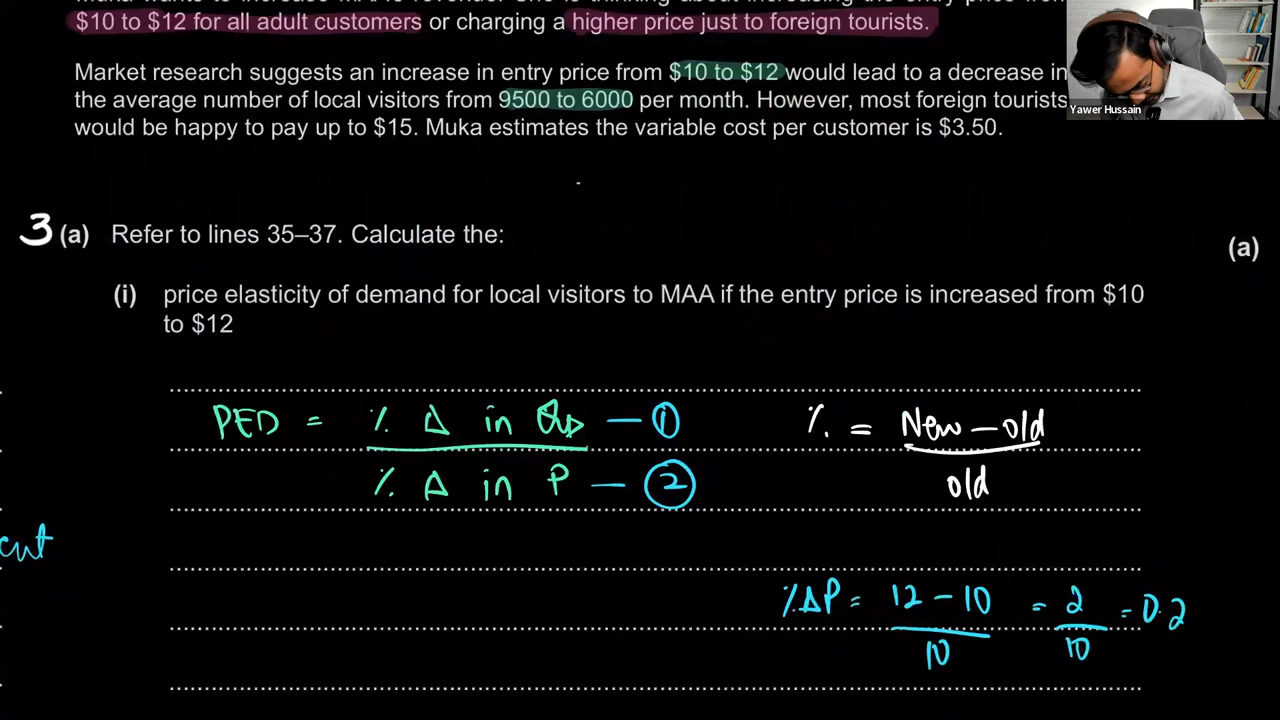 $10 to $12 for all adult customers or charging a higher price just to foreign tourists.
Market research suggests an increase in entry price from $10 to $12 would lead to a decrease in
the average number of local visitors from 9500 to 6000 per month. However, most foreign tourists
would be happy to pay up to $15. Muka estimates the variable cost per customer is $3.50.
Yawer Hussain
3 (a) Refer to lines 35–37. Calculate the:
(a)
(i) price elasticity of demand for local visitors to MAA if the entry price is increased from $10
to $12
PED = % Δ in QD — ①
% Δ in P — ②
% = New – old
old
%ΔP = 12 – 10 = 2 = 0.2
10 10